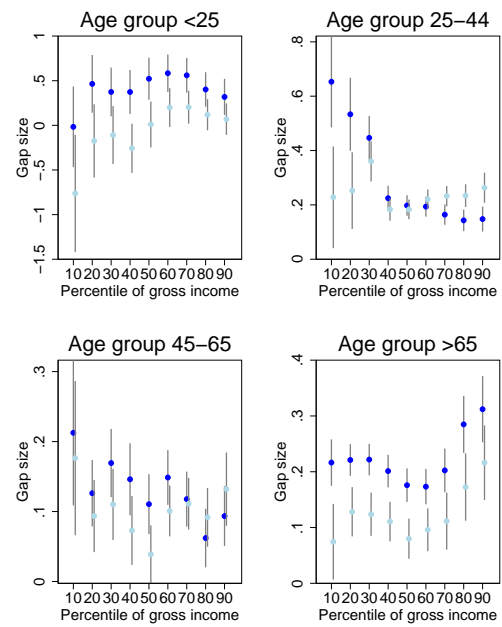 Age group <25
1
.5
0
−.5
−1
−1.5
Gap size
10 20 30 40 50 60 70 80 90
Percentile of gross income
Age group 25−44
.8
.6
.4
.2
0
Gap size
10 20 30 40 50 60 70 80 90
Percentile of gross income
Age group 45−65
.3
.2
.1
0
Gap size
10 20 30 40 50 60 70 80 90
Percentile of gross income
Age group >65
.4
.3
.2
.1
0
Gap size
10 20 30 40 50 60 70 80 90
Percentile of gross income